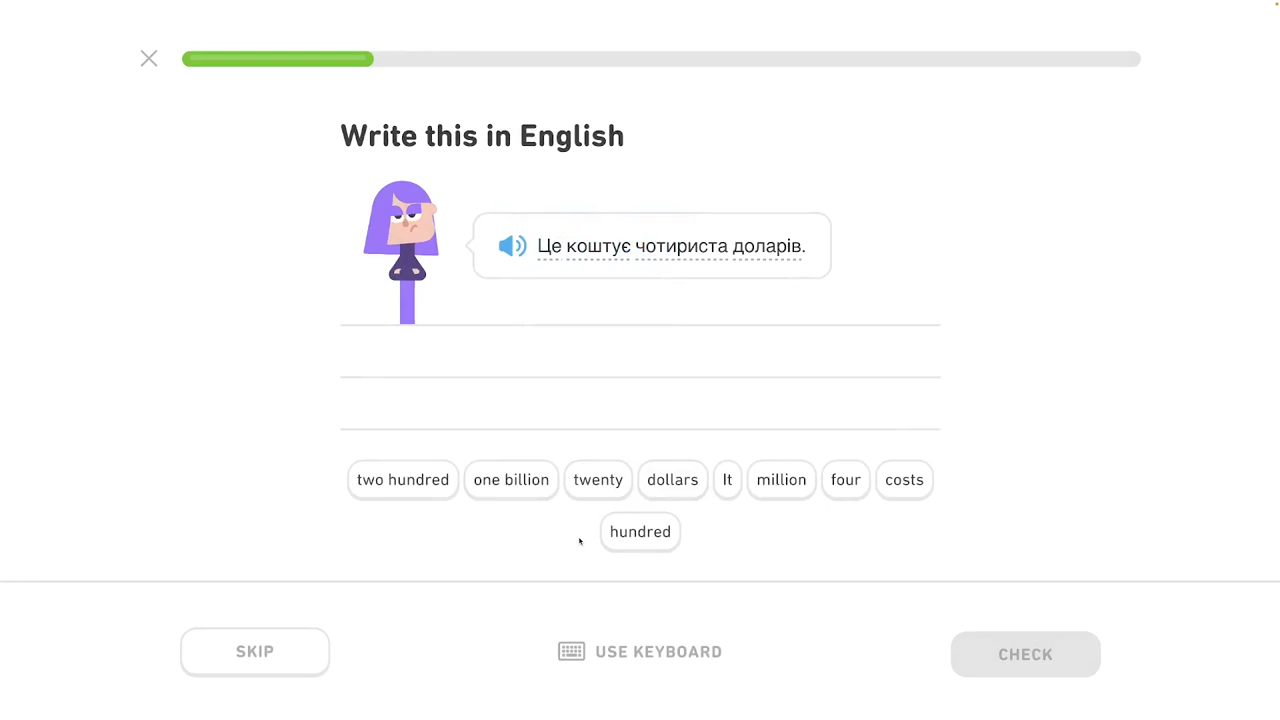 Write this in English
Це коштує чотириста доларів.
two hundred one billion twenty dollars It million four costs
hundred
SKIP USE KEYBOARD CHECK